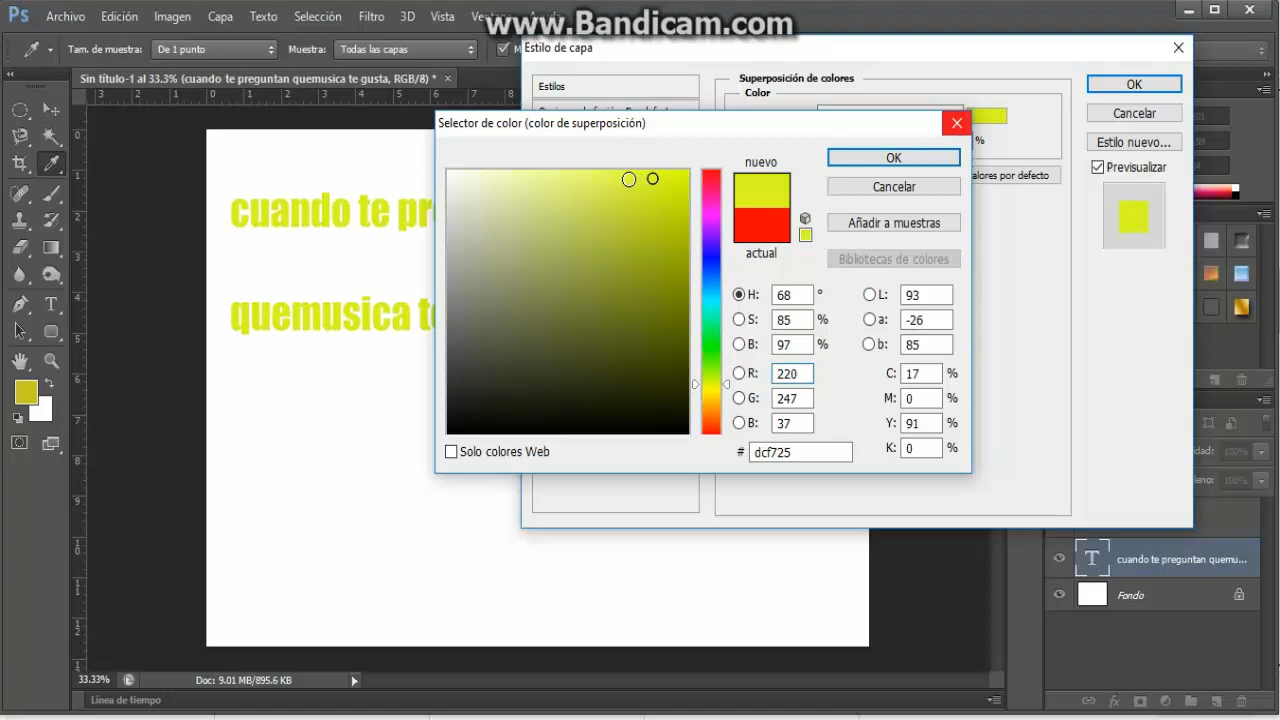 www.Bandicam.com
Ps Archivo Edición Imagen Capa Texto Selección Filtro 3D Vista
Tam. de muestra: De 1 punto Muestra: Todas las capas
Estilo de capa
Sin título-1 al 33.3% (cuando te preguntan quemusica te gusta, RGB/8) *
Estilos
Superposición de colores
Color
OK
Cancelar
Estilo nuevo...
Previsualizar
%
alores por defecto
Selector de color (color de superposición)
nuevo
actual
OK
Cancelar
Añadir a muestras
Bibliotecas de colores
H: 68 ° L: 93
S: 85 % a: -26
B: 97 % b: 85
R: 220 C: 17 %
G: 247 M: 0 %
B: 37 Y: 91 %
# dcf725 K: 0 %
Solo colores Web
cuando te pr
quemusica t
T cuando te preguntan quemu...
Fondo
33.33% Doc: 9.01 MB/895.6 KB
Línea de tiempo